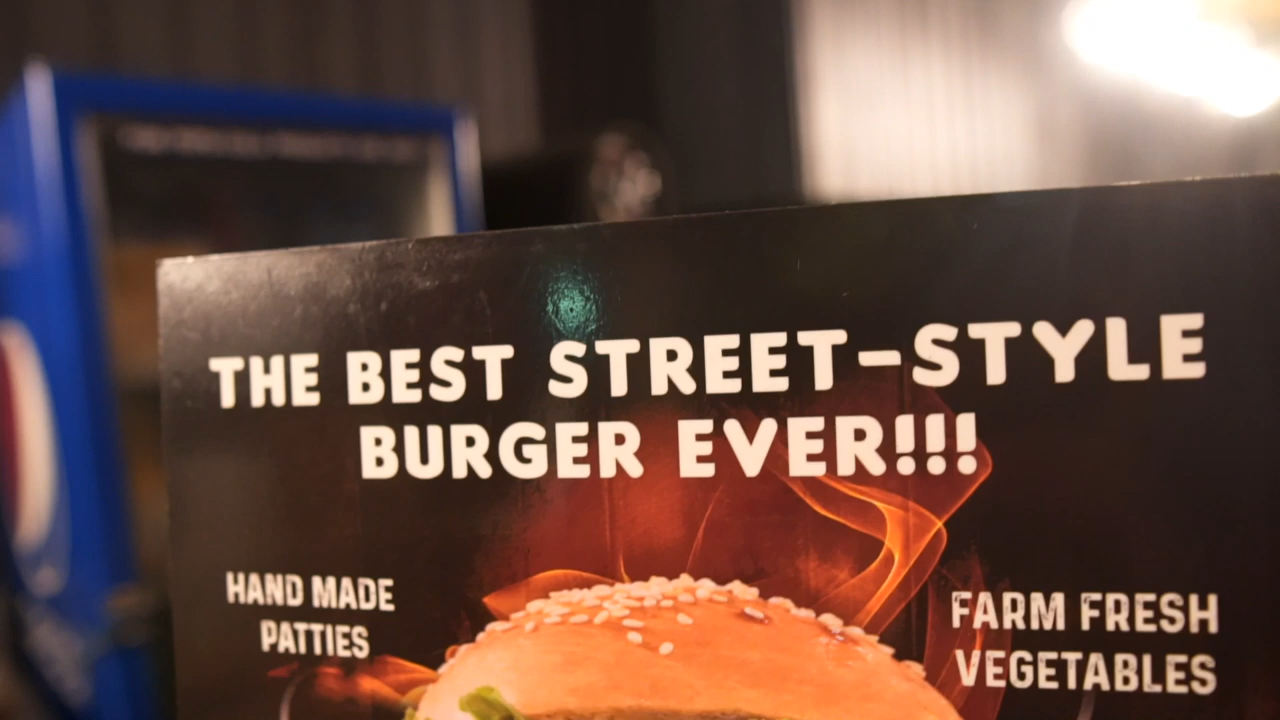 THE BEST STREET-STYLE
BURGER EVER!!!
HAND MADE
PATTIES
FARM FRESH
VEGETABLES